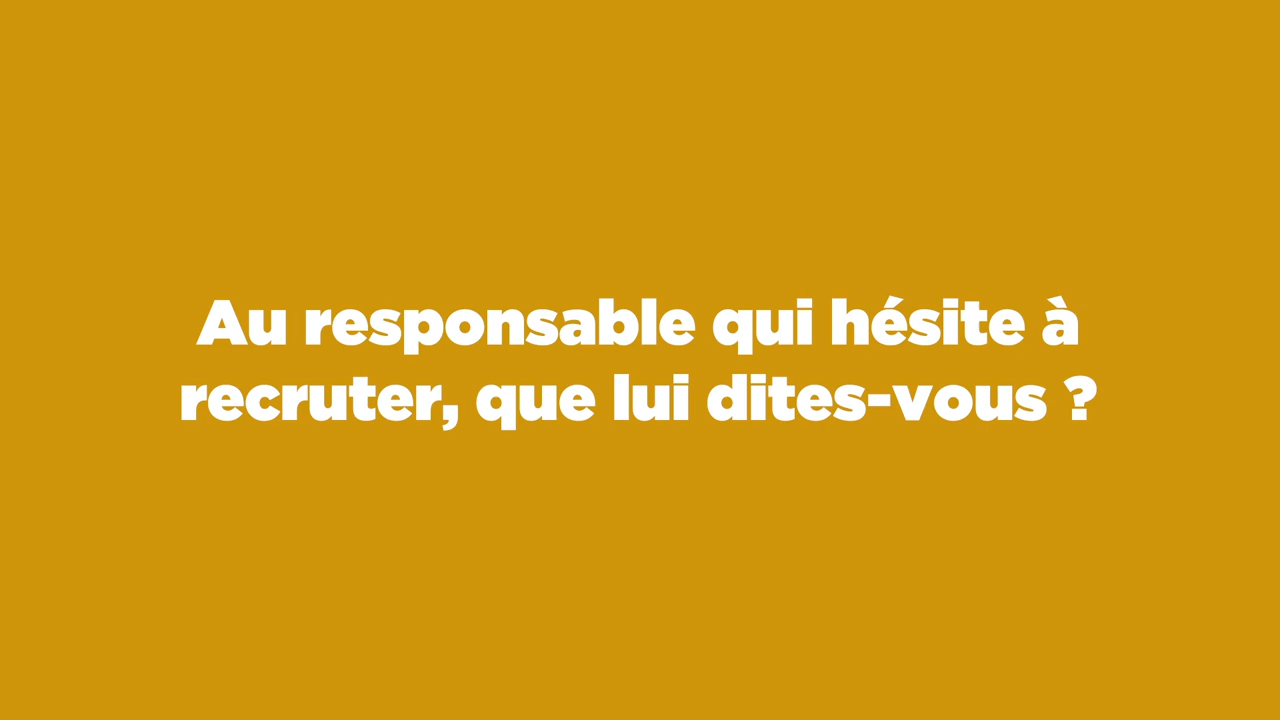 Au responsable qui hésite à
recruter, que lui dites-vous ?